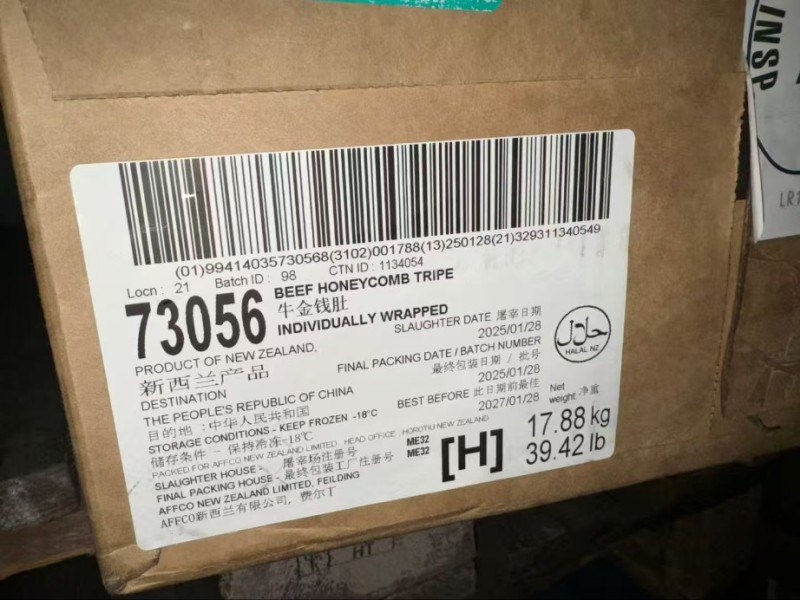 INSP
LR1
(01)99414035730568(3102)001788(13)250128(21)329311340549
Locn : 21 Batch ID : 98 CTN ID : 1134054
73056
BEEF HONEYCOMB TRIPE
牛金钱肚
INDIVIDUALLY WRAPPED
PRODUCT OF NEW ZEALAND,
新西兰产品
DESTINATION
THE PEOPLE'S REPUBLIC OF CHINA
目的地 :中华人民共和国
SLAUGHTER DATE 屠宰日期
2025/01/28
FINAL PACKING DATE / BATCH NUMBER
最终包装日期 / 批号
2025/01/28
BEST BEFORE 此日期前最佳
2027/01/28
حلال
HALAL NZ
STORAGE CONDITIONS - KEEP FROZEN -18°C
储存条件 - 保持冷冻-18°C
PACKED FOR AFFCO NEW ZEALAND LIMITED HEAD OFFICE HOROTIU NEW ZEALAND
SLAUGHTER HOUSE - 屠宰场注册号 ME32
FINAL PACKING HOUSE - 最终包装工厂注册号 ME32
AFFCO NEW ZEALAND LIMITED, FEILDING
AFFCO新西兰有限公司, 费尔丁
[H]
Net weight 净重
17.88 kg
39.42 lb